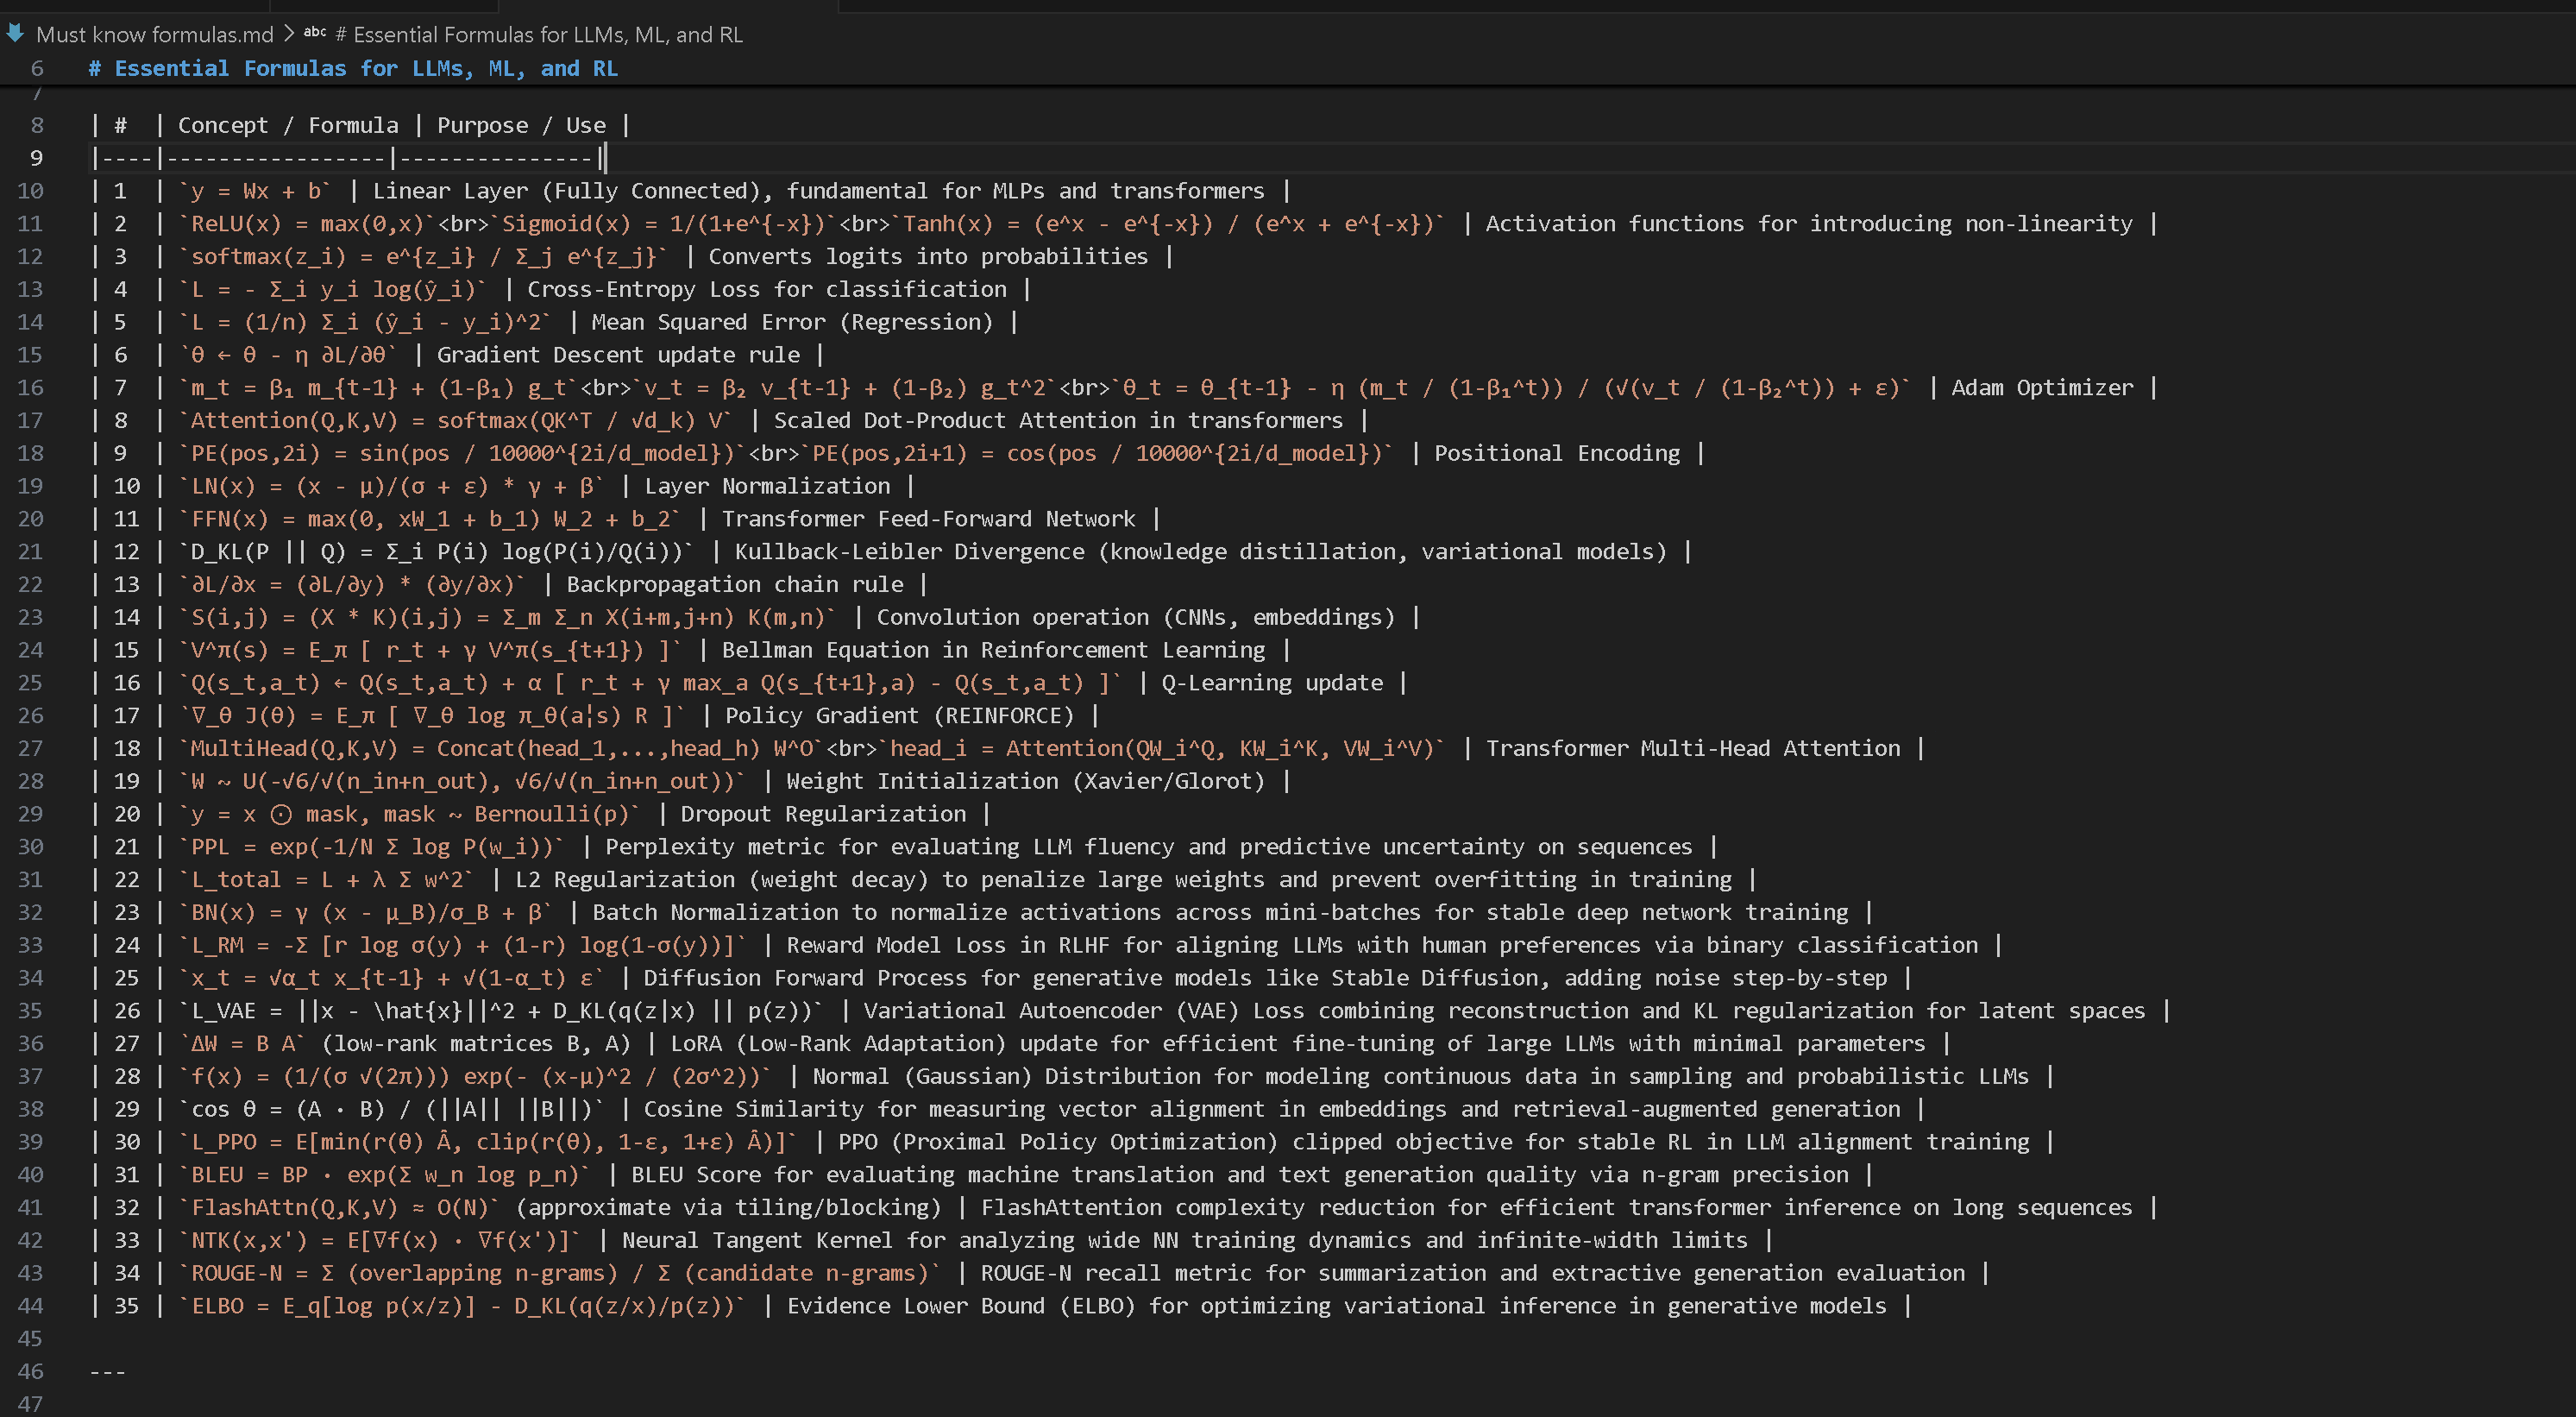 Must know formulas.md > abc # Essential Formulas for LLMs, ML, and RL
6 # Essential Formulas for LLMs, ML, and RL
7
8 | #  | Concept / Formula | Purpose / Use |
9 |----|-----------------|---------------|
10 | 1  | `y = Wx + b` | Linear Layer (Fully Connected), fundamental for MLPs and transformers |
11 | 2  | `ReLU(x) = max(0,x)`<br>`Sigmoid(x) = 1/(1+e^{-x})`<br>`Tanh(x) = (e^x - e^{-x}) / (e^x + e^{-x})` | Activation functions for introducing non-linearity |
12 | 3  | `softmax(z_i) = e^{z_i} / Σ_j e^{z_j}` | Converts logits into probabilities |
13 | 4  | `L = - Σ_i y_i log(ŷ_i)` | Cross-Entropy Loss for classification |
14 | 5  | `L = (1/n) Σ_i (ŷ_i - y_i)^2` | Mean Squared Error (Regression) |
15 | 6  | `θ ← θ - η ∂L/∂θ` | Gradient Descent update rule |
16 | 7  | `m_t = β₁ m_{t-1} + (1-β₁) g_t`<br>`v_t = β₂ v_{t-1} + (1-β₂) g_t^2`<br>`θ_t = θ_{t-1} - η (m_t / (1-β₁^t)) / (√(v_t / (1-β₂^t)) + ε)` | Adam Optimizer |
17 | 8  | `Attention(Q,K,V) = softmax(QK^T / √d_k) V` | Scaled Dot-Product Attention in transformers |
18 | 9  | `PE(pos,2i) = sin(pos / 10000^{2i/d_model})`<br>`PE(pos,2i+1) = cos(pos / 10000^{2i/d_model})` | Positional Encoding |
19 | 10 | `LN(x) = (x - μ)/(σ + ε) * γ + β` | Layer Normalization |
20 | 11 | `FFN(x) = max(0, xW_1 + b_1) W_2 + b_2` | Transformer Feed-Forward Network |
21 | 12 | `D_KL(P || Q) = Σ_i P(i) log(P(i)/Q(i))` | Kullback-Leibler Divergence (knowledge distillation, variational models) |
22 | 13 | `∂L/∂x = (∂L/∂y) * (∂y/∂x)` | Backpropagation chain rule |
23 | 14 | `S(i,j) = (X * K)(i,j) = Σ_m Σ_n X(i+m,j+n) K(m,n)` | Convolution operation (CNNs, embeddings) |
24 | 15 | `V^π(s) = E_π [ r_t + γ V^π(s_{t+1}) ]` | Bellman Equation in Reinforcement Learning |
25 | 16 | `Q(s_t,a_t) ← Q(s_t,a_t) + α [ r_t + γ max_a Q(s_{t+1},a) - Q(s_t,a_t) ]` | Q-Learning update |
26 | 17 | `∇_θ J(θ) = E_π [ ∇_θ log π_θ(a¦s) R ]` | Policy Gradient (REINFORCE) |
27 | 18 | `MultiHead(Q,K,V) = Concat(head_1,...,head_h) W^O`<br>`head_i = Attention(QW_i^Q, KW_i^K, VW_i^V)` | Transformer Multi-Head Attention |
28 | 19 | `W ~ U(-√6/√(n_in+n_out), √6/√(n_in+n_out))` | Weight Initialization (Xavier/Glorot) |
29 | 20 | `y = x ⊙ mask, mask ~ Bernoulli(p)` | Dropout Regularization |
30 | 21 | `PPL = exp(-1/N Σ log P(w_i))` | Perplexity metric for evaluating LLM fluency and predictive uncertainty on sequences |
31 | 22 | `L_total = L + λ Σ w^2` | L2 Regularization (weight decay) to penalize large weights and prevent overfitting in training |
32 | 23 | `BN(x) = γ (x - μ_B)/σ_B + β` | Batch Normalization to normalize activations across mini-batches for stable deep network training |
33 | 24 | `L_RM = -Σ [r log σ(y) + (1-r) log(1-σ(y))]` | Reward Model Loss in RLHF for aligning LLMs with human preferences via binary classification |
34 | 25 | `x_t = √α_t x_{t-1} + √(1-α_t) ε` | Diffusion Forward Process for generative models like Stable Diffusion, adding noise step-by-step |
35 | 26 | `L_VAE = ||x - \hat{x}||^2 + D_KL(q(z|x) || p(z))` | Variational Autoencoder (VAE) Loss combining reconstruction and KL regularization for latent spaces |
36 | 27 | `ΔW = B A` (low-rank matrices B, A) | LoRA (Low-Rank Adaptation) update for efficient fine-tuning of large LLMs with minimal parameters |
37 | 28 | `f(x) = (1/(σ √(2π))) exp(- (x-μ)^2 / (2σ^2))` | Normal (Gaussian) Distribution for modeling continuous data in sampling and probabilistic LLMs |
38 | 29 | `cos θ = (A · B) / (||A|| ||B||)` | Cosine Similarity for measuring vector alignment in embeddings and retrieval-augmented generation |
39 | 30 | `L_PPO = E[min(r(θ) Â, clip(r(θ), 1-ε, 1+ε) Â)]` | PPO (Proximal Policy Optimization) clipped objective for stable RL in LLM alignment training |
40 | 31 | `BLEU = BP · exp(Σ w_n log p_n)` | BLEU Score for evaluating machine translation and text generation quality via n-gram precision |
41 | 32 | `FlashAttn(Q,K,V) ≈ O(N)` (approximate via tiling/blocking) | FlashAttention complexity reduction for efficient transformer inference on long sequences |
42 | 33 | `NTK(x,x') = E[∇f(x) · ∇f(x')]` | Neural Tangent Kernel for analyzing wide NN training dynamics and infinite-width limits |
43 | 34 | `ROUGE-N = Σ (overlapping n-grams) / Σ (candidate n-grams)` | ROUGE-N recall metric for summarization and extractive generation evaluation |
44 | 35 | `ELBO = E_q[log p(x/z)] - D_KL(q(z/x)/p(z))` | Evidence Lower Bound (ELBO) for optimizing variational inference in generative models |
45
46 ---
47